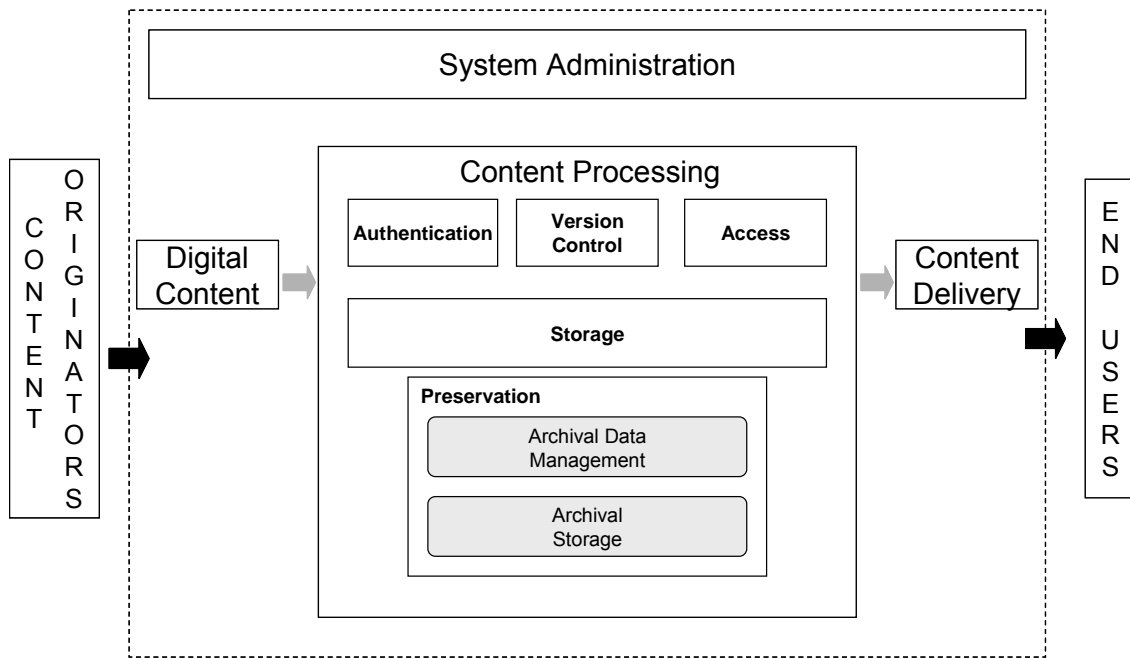 System Administration
CONTENT
ORIGINATORS
Digital
Content
Content Processing
Authentication
Version
Control
Access
Storage
Preservation
Archival Data
Management
Archival
Storage
Content
Delivery
END USERS